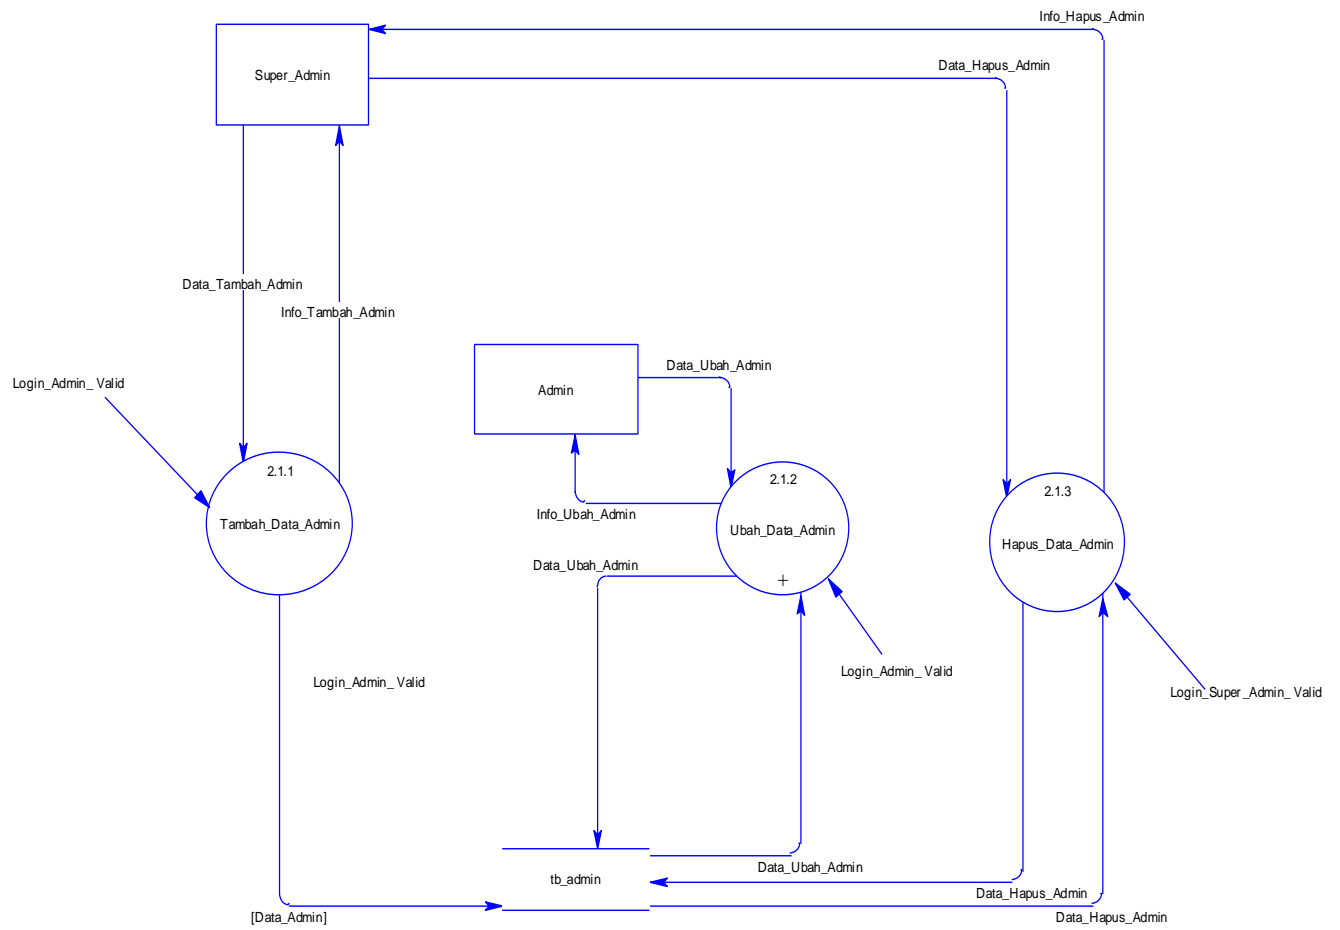 Info_Hapus_Admin
Super_Admin
Data_Hapus_Admin
Data_Tambah_Admin
Info_Tambah_Admin
Login_Admin_ Valid
Admin
Data_Ubah_Admin
2.1.1
Tambah_Data_Admin
2.1.2
Ubah_Data_Admin
+
2.1.3
Hapus_Data_Admin
Info_Ubah_Admin
Data_Ubah_Admin
Login_Admin_ Valid
Login_Admin_ Valid
Login_Super_Admin_ Valid
tb_admin
Data_Ubah_Admin
Data_Hapus_Admin
[Data_Admin]
Data_Hapus_Admin